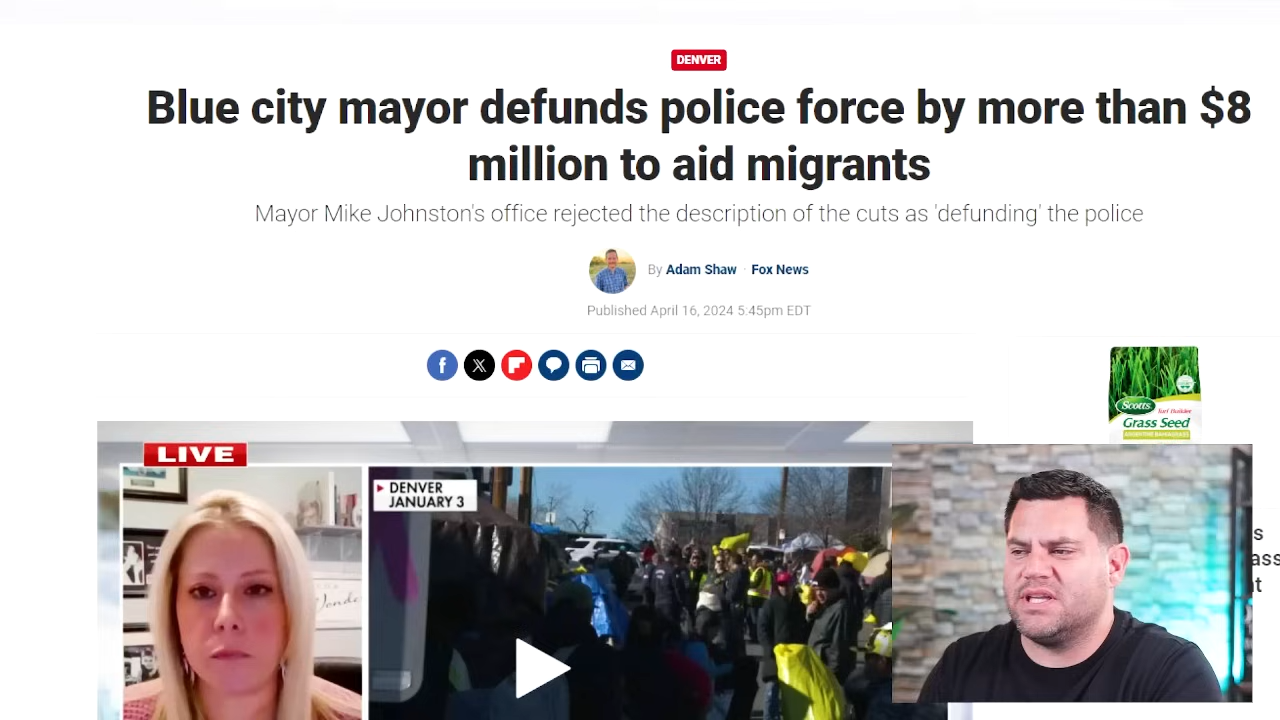 DENVER
Blue city mayor defunds police force by more than $8
million to aid migrants
Mayor Mike Johnston's office rejected the description of the cuts as 'defunding' the police
By Adam Shaw · Fox News
Published April 16, 2024 5:45pm EDT
f X
Scotts
Turf Builder
Grass Seed
LIVE
DENVER
JANUARY 3